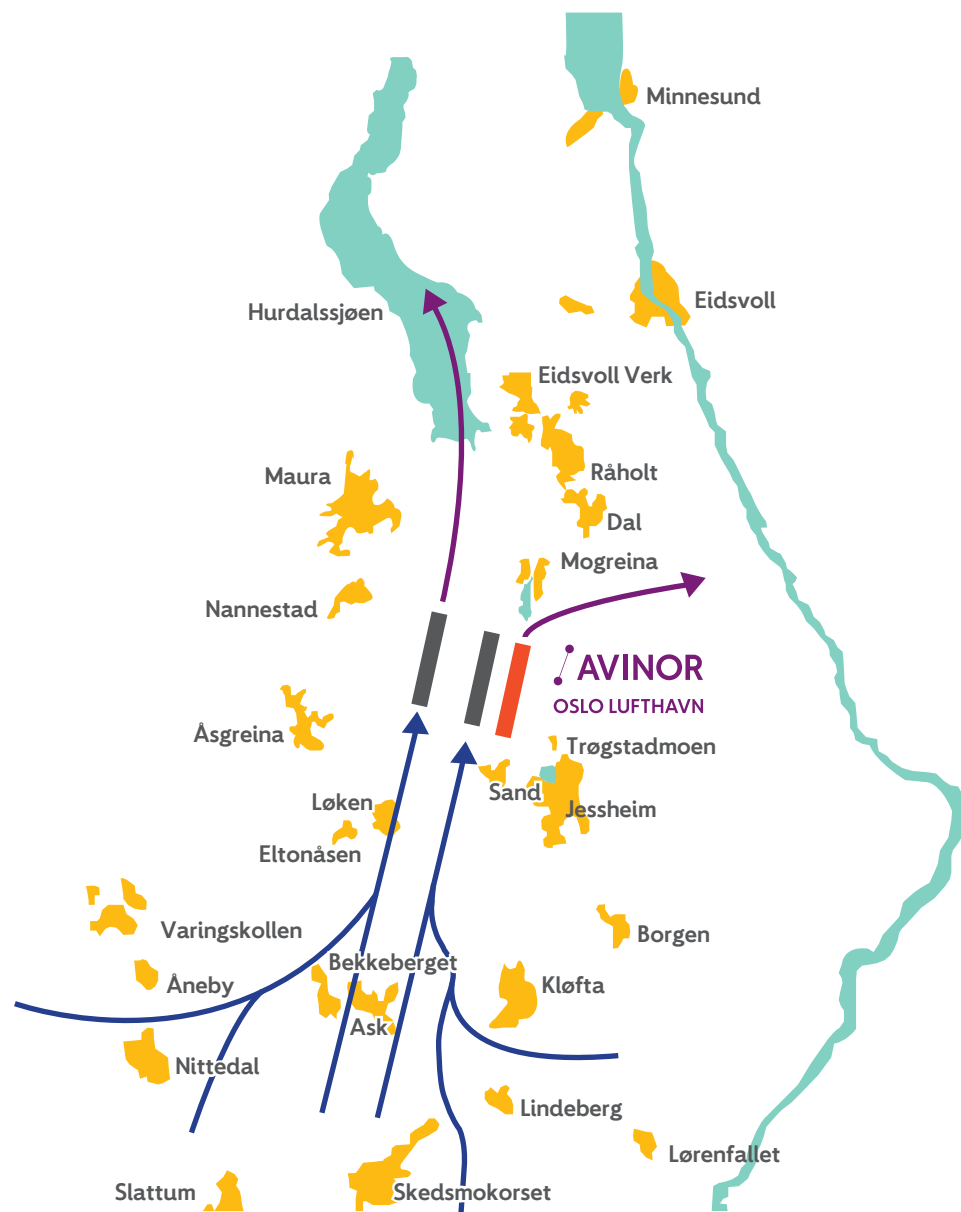 Minnesund
Eidsvoll
Hurdalssjøen
Eidsvoll Verk
Maura
Råholt
Dal
Mogreina
Nannestad
AVINOR
OSLO LUFTHAVN
Åsgreina
Trøgstadmoen
Sand
Løken
Jessheim
Eltonåsen
Varingskollen
Borgen
Bekkeberget
Åneby
Kløfta
Ask
Nittedal
Lindeberg
Lørenfallet
Slattum
Skedsmokorset